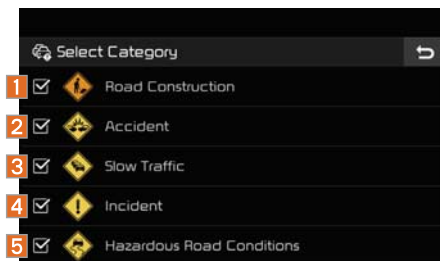 Select Category
1 Road Construction
2 Accident
3 Slow Traffic
4 Incident
5 Hazardous Road Conditions